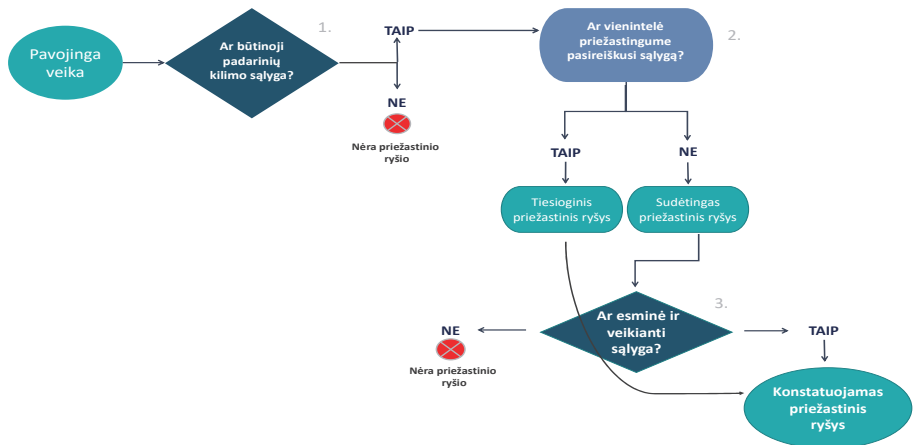 Pavojinga
veika
Ar būtinoji
padarinių
kilimo sąlyga?
1.
TAIP
NE
Nėra priežastinio
ryšio
Ar vienintelė
priežastingume
pasireiškusi sąlygą?
2.
TAIP
NE
Tiesioginis
priežastinis ryšys
Sudėtingas
priežastinis ryšys
3.
Ar esminė ir
veikianti
sąlyga?
NE
Nėra priežastinio
ryšio
TAIP
Konstatuojamas
priežastinis
ryšys